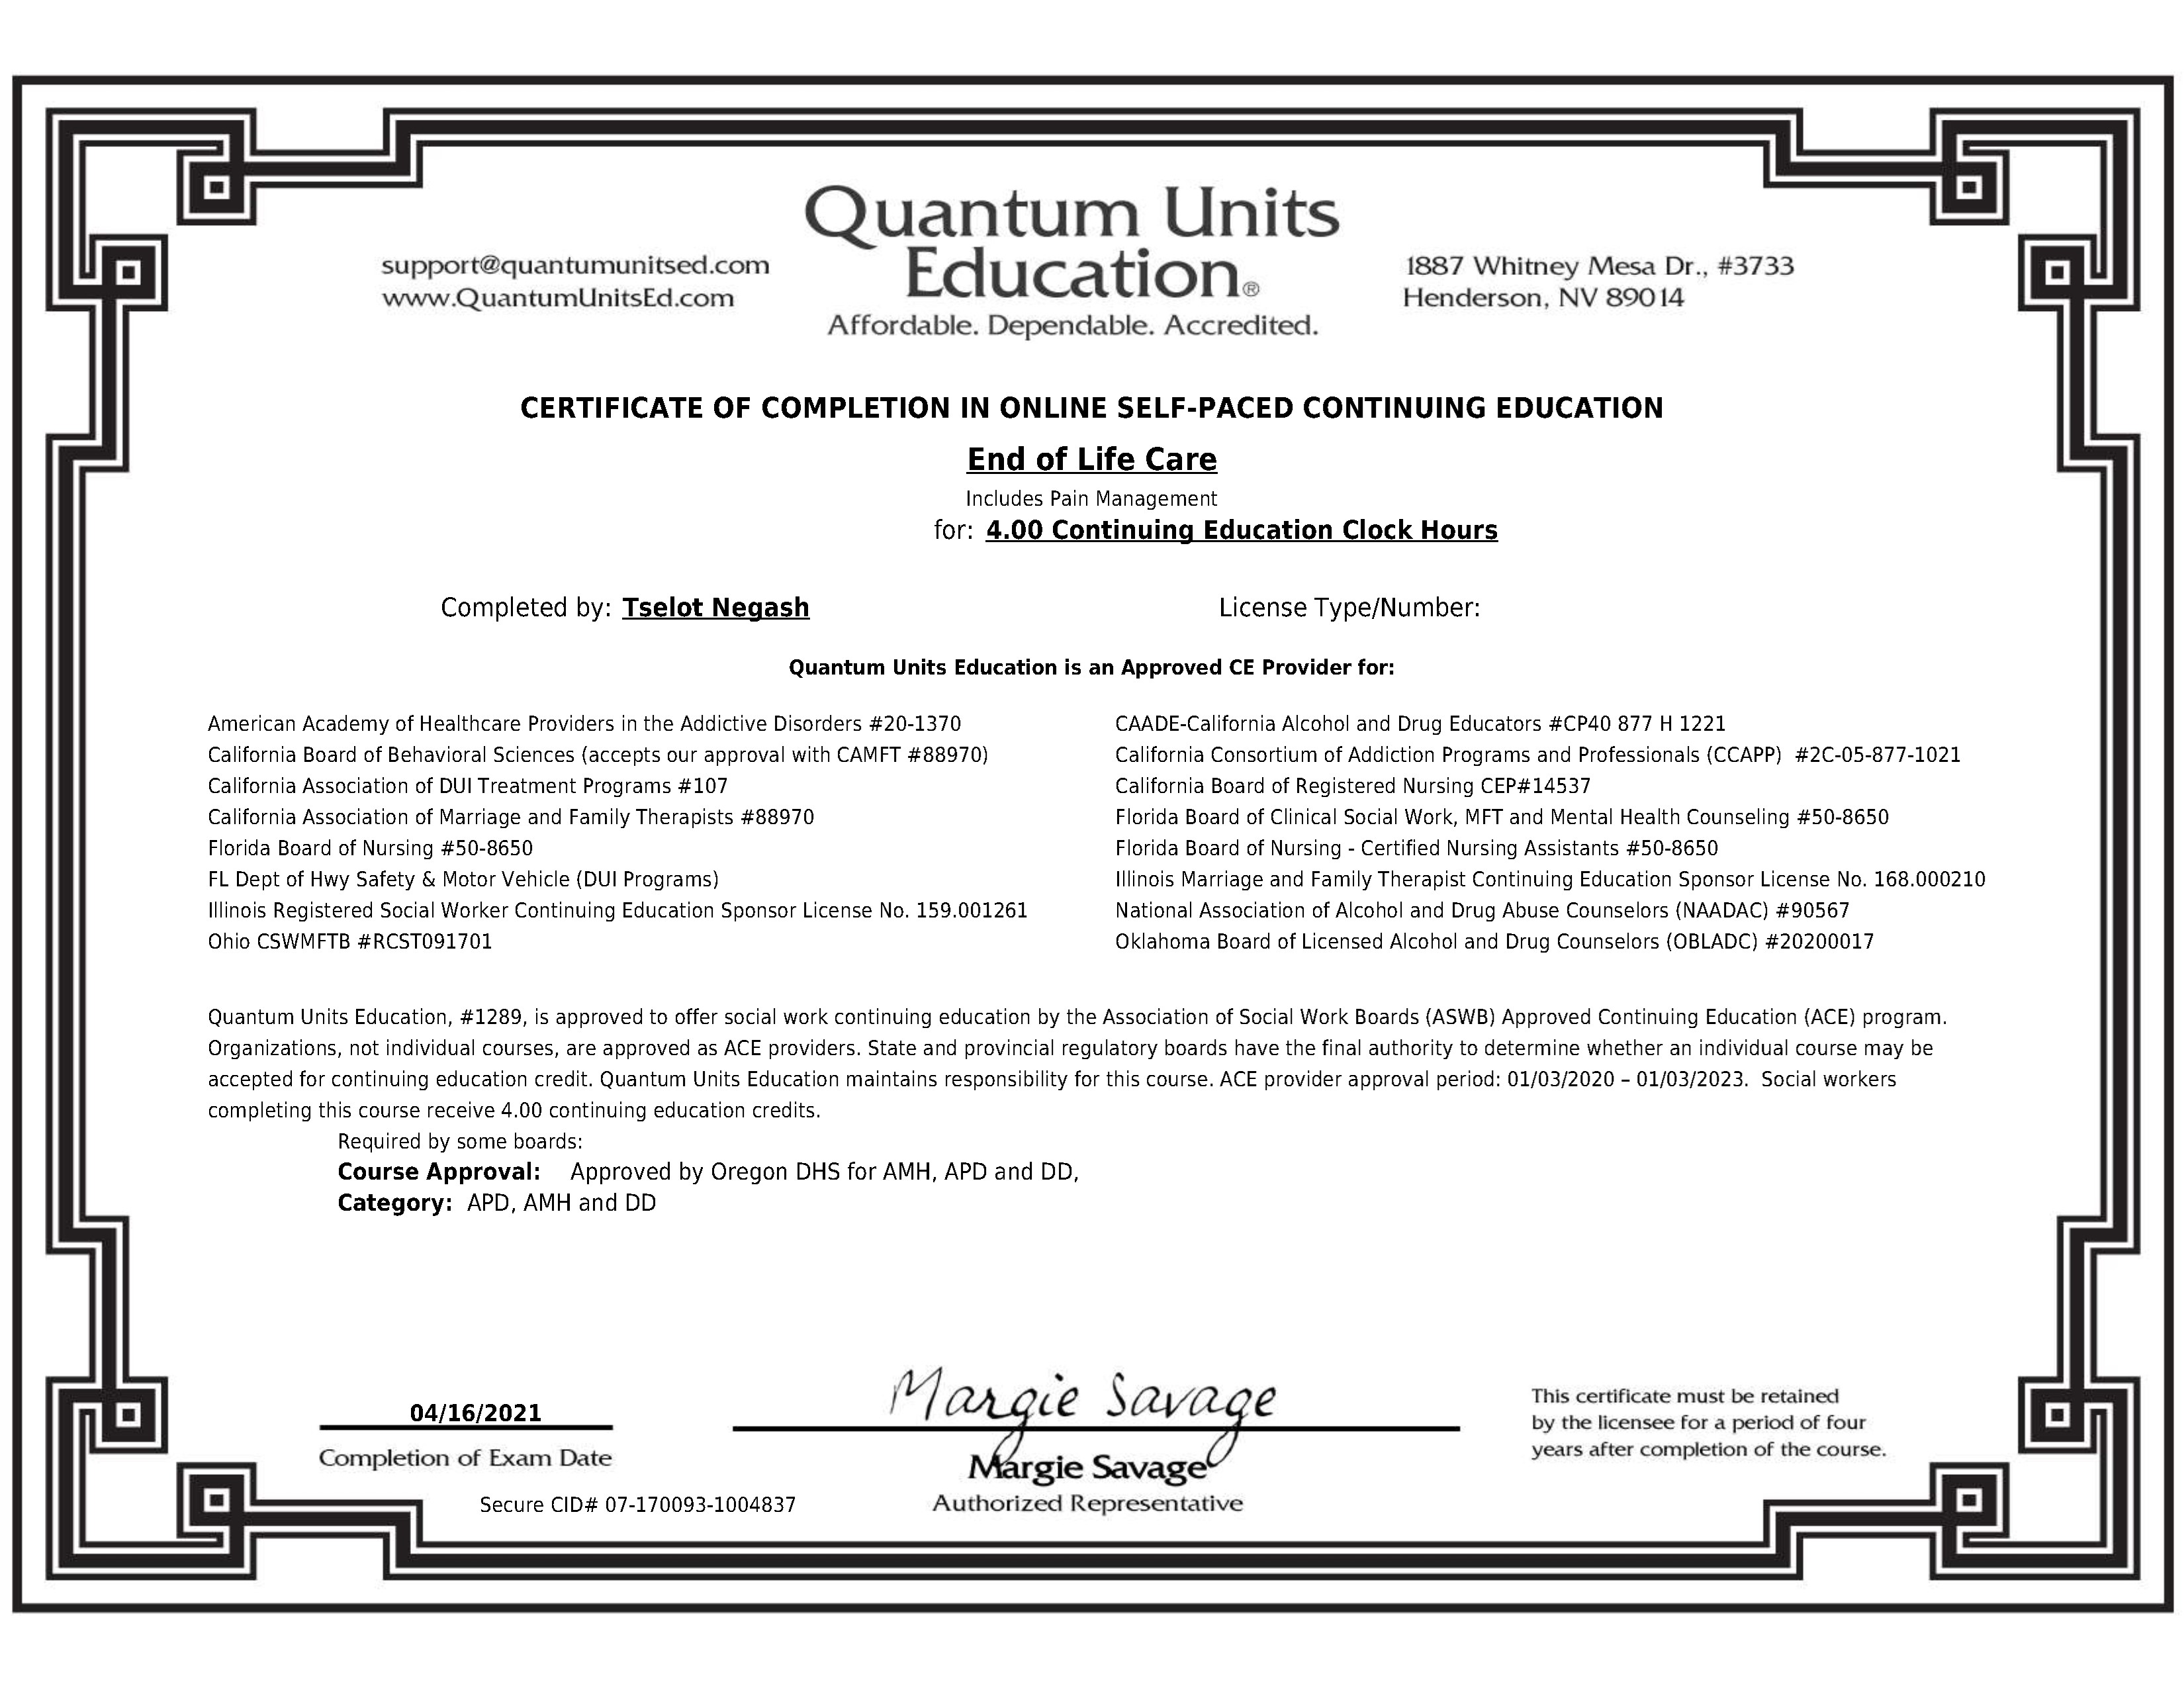 Quantum Units
Education®
Affordable. Dependable. Accredited.
support@quantumunitsed.com
www.QuantumUnitsEd.com
1887 Whitney Mesa Dr., #3733
Henderson, NV 89014
CERTIFICATE OF COMPLETION IN ONLINE SELF-PACED CONTINUING EDUCATION
End of Life Care
Includes Pain Management
for: 4.00 Continuing Education Clock Hours
Completed by: Tselot Negash
License Type/Number:
Quantum Units Education is an Approved CE Provider for:
American Academy of Healthcare Providers in the Addictive Disorders #20-1370
California Board of Behavioral Sciences (accepts our approval with CAMFT #88970)
California Association of DUI Treatment Programs #107
California Association of Marriage and Family Therapists #88970
Florida Board of Nursing #50-8650
FL Dept of Hwy Safety & Motor Vehicle (DUI Programs)
Illinois Registered Social Worker Continuing Education Sponsor License No. 159.001261
Ohio CSWMFTB #RCST091701
CAADE-California Alcohol and Drug Educators #CP40 877 H 1221
California Consortium of Addiction Programs and Professionals (CCAPP) #2C-05-877-1021
California Board of Registered Nursing CEP#14537
Florida Board of Clinical Social Work, MFT and Mental Health Counseling #50-8650
Florida Board of Nursing - Certified Nursing Assistants #50-8650
Illinois Marriage and Family Therapist Continuing Education Sponsor License No. 168.000210
National Association of Alcohol and Drug Abuse Counselors (NAADAC) #90567
Oklahoma Board of Licensed Alcohol and Drug Counselors (OBLADC) #20200017
Quantum Units Education, #1289, is approved to offer social work continuing education by the Association of Social Work Boards (ASWB) Approved Continuing Education (ACE) program.
Organizations, not individual courses, are approved as ACE providers. State and provincial regulatory boards have the final authority to determine whether an individual course may be
accepted for continuing education credit. Quantum Units Education maintains responsibility for this course. ACE provider approval period: 01/03/2020 – 01/03/2023. Social workers
completing this course receive 4.00 continuing education credits.
Required by some boards:
Course Approval: Approved by Oregon DHS for AMH, APD and DD,
Category: APD, AMH and DD
04/16/2021
Completion of Exam Date
Secure CID# 07-170093-1004837
Margie Savage
Margie Savage
Authorized Representative
This certificate must be retained
by the licensee for a period of four
years after completion of the course.